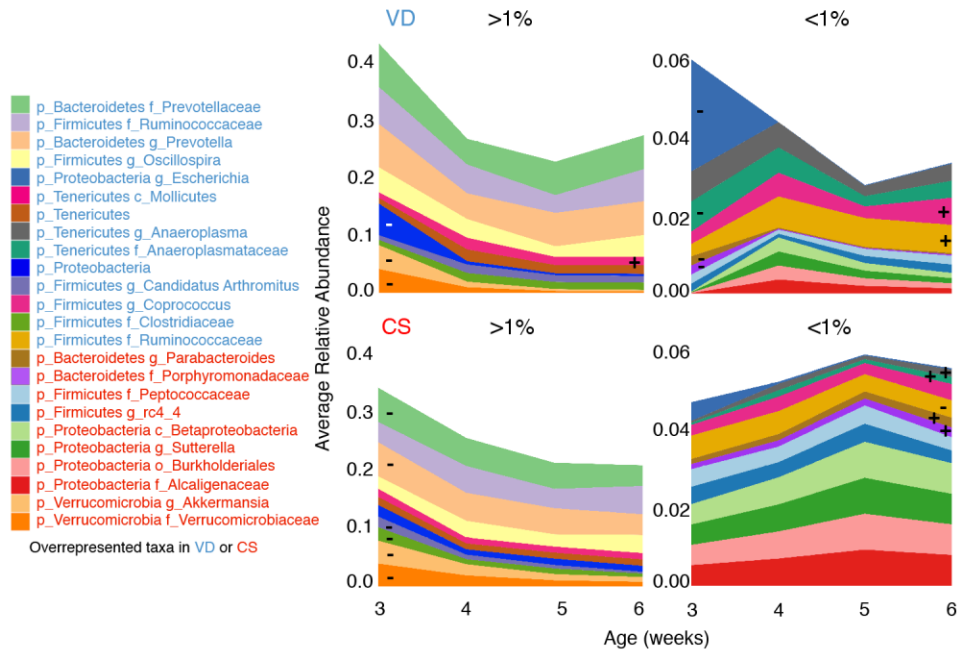 VD >1% <1%
0.4
0.3
0.2
0.1
0.0
0.06
0.04
0.02
0.00
p_Bacteroidetes f_Prevotellaceae
p_Firmicutes f_Ruminococcaceae
p_Bacteroidetes g_Prevotella
p_Firmicutes g_Oscillospira
p_Proteobacteria g_Escherichia
p_Tenericutes c_Mollicutes
p_Tenericutes
p_Tenericutes g_Anaeroplasma
p_Tenericutes f_Anaeroplasmataceae
p_Proteobacteria
p_Firmicutes g_Candidatus Arthromitus
p_Firmicutes g_Coprococcus
p_Firmicutes f_Clostridiaceae
p_Firmicutes f_Ruminococcaceae
p_Bacteroidetes g_Parabacteroides
p_Bacteroidetes f_Porphyromonadaceae
p_Firmicutes f_Peptococcaceae
p_Firmicutes g_rc4_4
p_Proteobacteria c_Betaproteobacteria
p_Proteobacteria g_Sutterella
p_Proteobacteria o_Burkholderiales
p_Proteobacteria f_Alcaligenaceae
p_Verrucomicrobia g_Akkermansia
p_Verrucomicrobia f_Verrucomicrobiaceae
Overrepresented taxa in VD or CS
Average Relative Abundance
CS >1% <1%
0.4
0.3
0.2
0.1
0.0
0.06
0.04
0.02
0.00
3 4 5 6 3 4 5 6
Age (weeks)